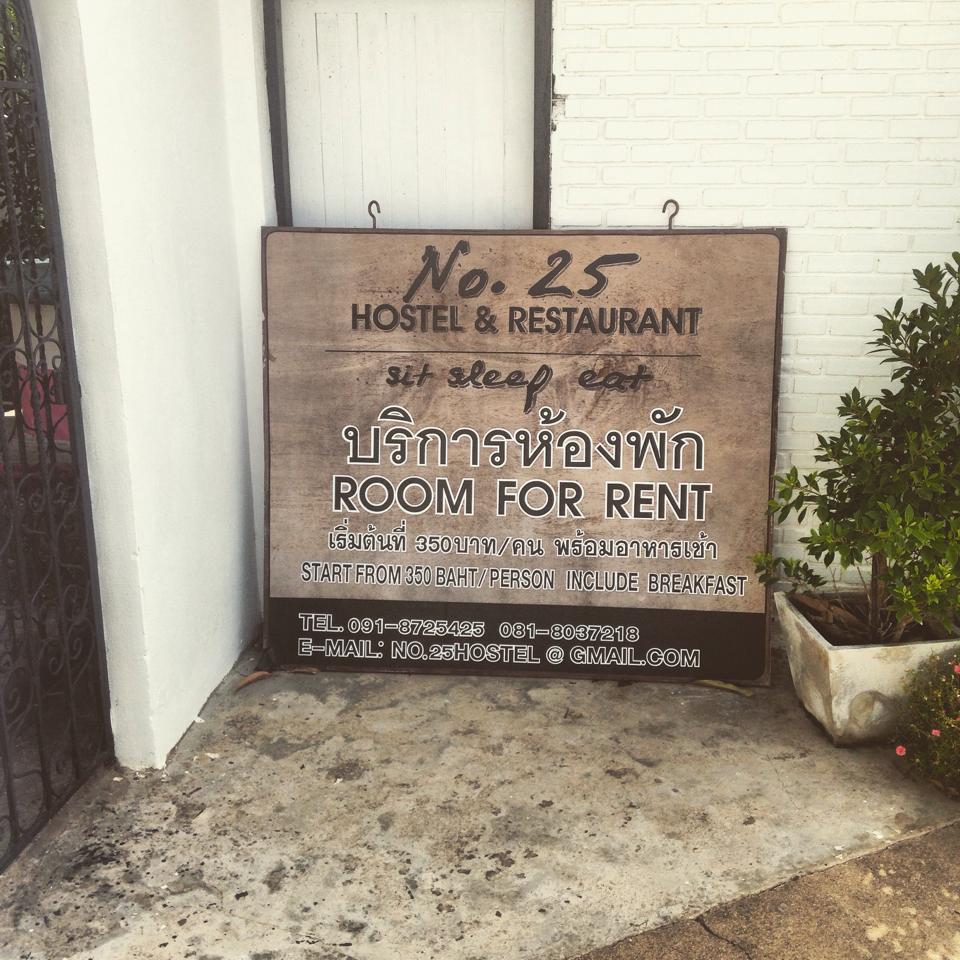 No. 25
HOSTEL & RESTAURANT
sit sleep eat
บริการห้องพัก
ROOM FOR RENT
เริ่มต้นที่ 350บาท/คน พร้อมอาหารเช้า
START FROM 350 BAHT/PERSON INCLUDE BREAKFAST
TEL. 091-8725425 081-8037218
E-MAIL: NO.25HOSTEL @ GMAIL.COM